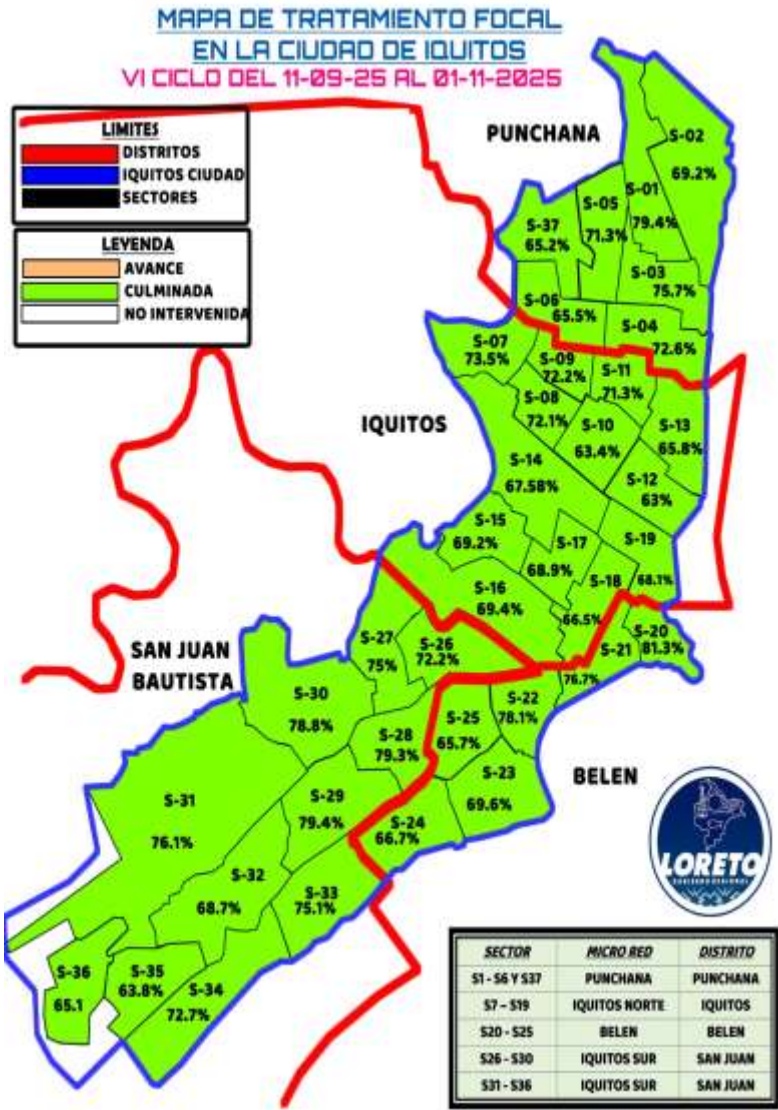 MAPA DE TRATAMIENTO FOCAL
EN LA CIUDAD DE IQUITOS
VI CICLO DEL 11-09-25 AL 01-11-2025
LIMITES
DISTRITOS
IQUITOS CIUDAD
SECTORES
LEYENDA
AVANCE
CULMINADA
NO INTERVENIDA
PUNCHANA
S-02
69.2%
S-01
79.4%
S-05
71.3%
S-37
65.2%
S-03
75.7%
S-06
65.5%
S-04
72.6%
S-07
73.5%
S-09
72.2%
S-11
71.3%
S-08
72.1%
IQUITOS
S-10
63.4%
S-13
65.8%
S-14
67.58%
S-12
63%
S-15
69.2%
S-17
68.9%
S-19
68.1%
S-18
66.5%
S-16
69.4%
S-20
81.3%
S-21
76.7%
S-27
75%
S-26
72.2%
SAN JUAN
BAUTISTA
S-30
78.8%
S-22
78.1%
S-25
65.7%
S-28
79.3%
S-23
69.6%
BELEN
S-31
76.1%
S-29
79.4%
S-24
66.7%
S-32
68.7%
S-33
75.1%
S-36
65.1
S-35
63.8%
S-34
72.7%
LORETO
GOBIERNO REGIONAL
SECTOR MICRO RED DISTRITO
S1 - S6 Y S37 PUNCHANA PUNCHANA
S7 - S19 IQUITOS NORTE IQUITOS
S20 - S25 BELEN BELEN
S26 - S30 IQUITOS SUR SAN JUAN
S31 - S36 IQUITOS SUR SAN JUAN